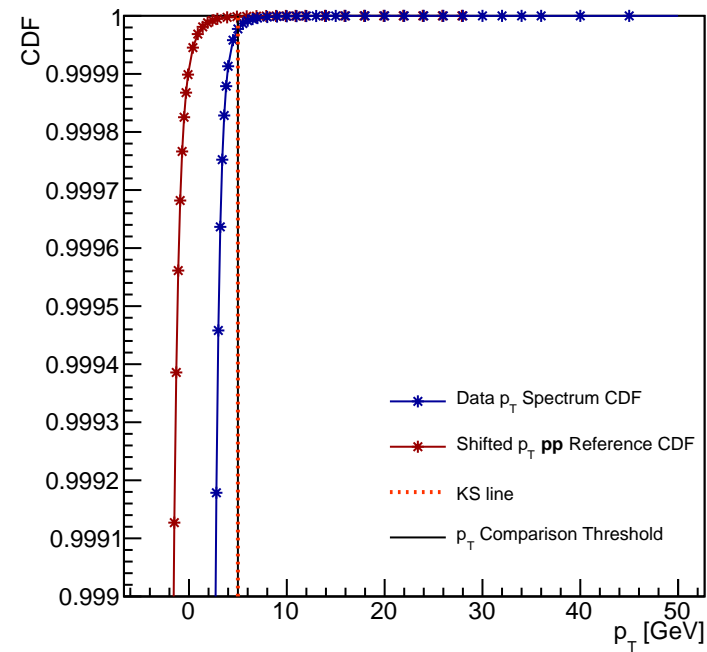 CDF
1
0.9999
0.9998
0.9997
0.9996
0.9995
0.9994
0.9993
0.9992
0.9991
0.999
Data p_T Spectrum CDF
Shifted p_T pp Reference CDF
KS line
p_T Comparison Threshold
0 10 20 30 40 50
p_T [GeV]